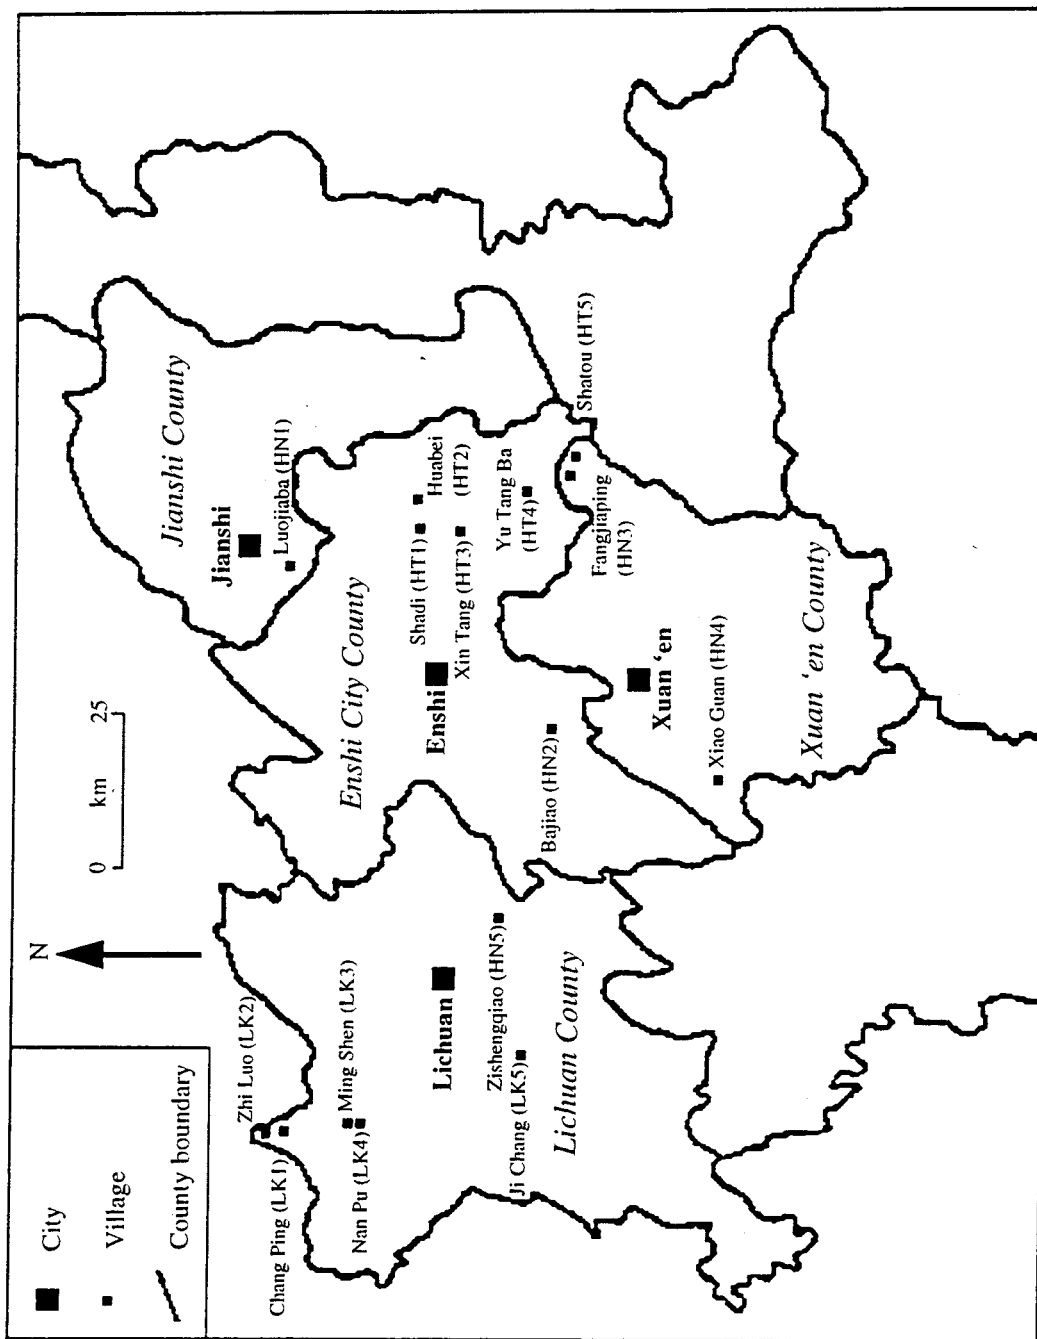 City
Village
County boundary
N
0 km 25
Jianshi County
Jianshi
Luojiaba (HN1)
Enshi City County
Enshi
Shadi (HT1)
Huabei
(HT2)
Xin Tang (HT3)
Yu Tang Ba
(HT4)
Shatou (HT5)
Fangjiaping
(HN3)
Bajiao (HN2)
Xuan ‘en
Xiao Guan (HN4)
Xuan ‘en County
Zhi Luo (LK2)
Chang Ping (LK1)
Ming Shen (LK3)
Nan Pu (LK4)
Lichuan
Zishengqiao (HN5)
Ji Chang (LK5)
Lichuan County